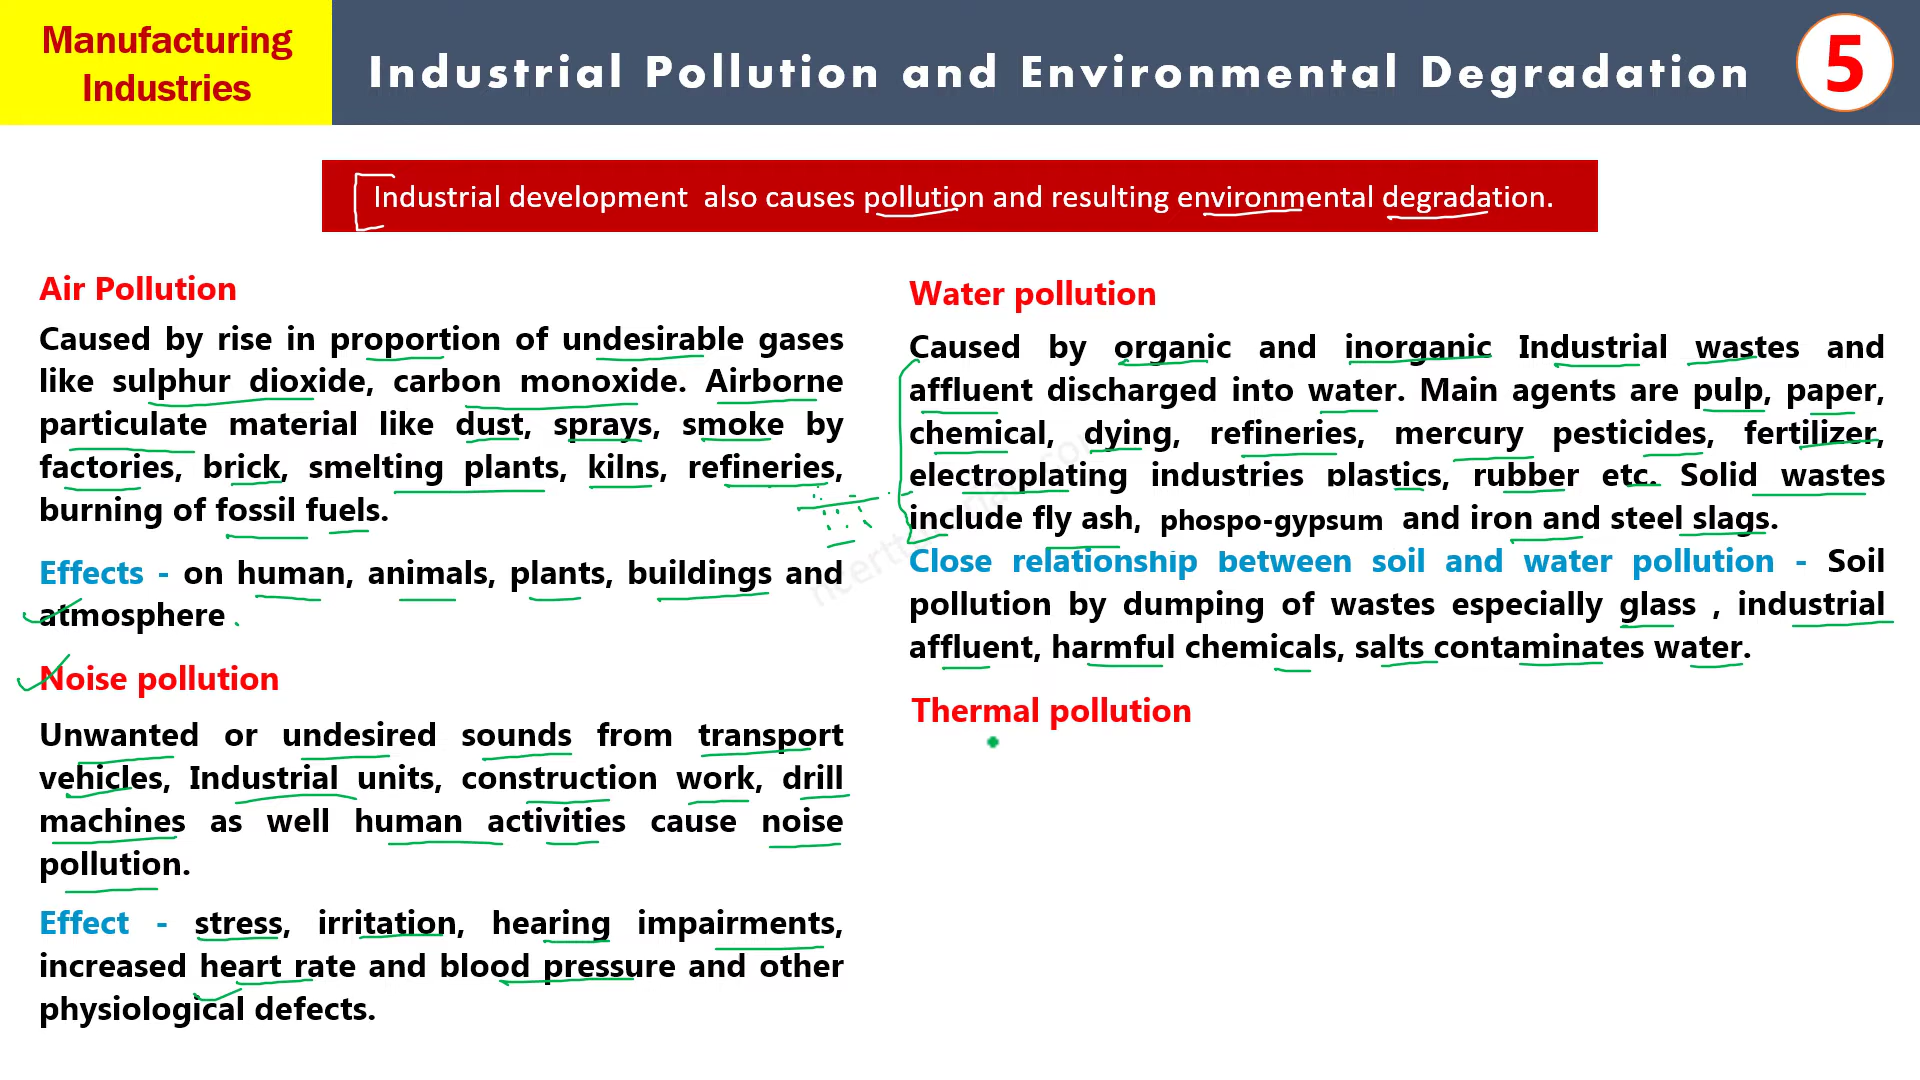 Manufacturing
Industries
Industrial Pollution and Environmental Degradation
5
Industrial development also causes pollution and resulting environmental degradation.
Air Pollution
Caused by rise in proportion of undesirable gases
like sulphur dioxide, carbon monoxide. Airborne
particulate material like dust, sprays, smoke by
factories, brick, smelting plants, kilns, refineries,
burning of fossil fuels.
Effects - on human, animals, plants, buildings and
atmosphere
Noise pollution
Unwanted or undesired sounds from transport
vehicles, Industrial units, construction work, drill
machines as well human activities cause noise
pollution.
Effect - stress, irritation, hearing impairments,
increased heart rate and blood pressure and other
physiological defects.
Water pollution
Caused by organic and inorganic Industrial wastes and
affluent discharged into water. Main agents are pulp, paper,
chemical, dying, refineries, mercury pesticides, fertilizer,
electroplating industries plastics, rubber etc. Solid wastes
include fly ash, phospo-gypsum and iron and steel slags.
Close relationship between soil and water pollution - Soil
pollution by dumping of wastes especially glass , industrial
affluent, harmful chemicals, salts contaminates water.
Thermal pollution